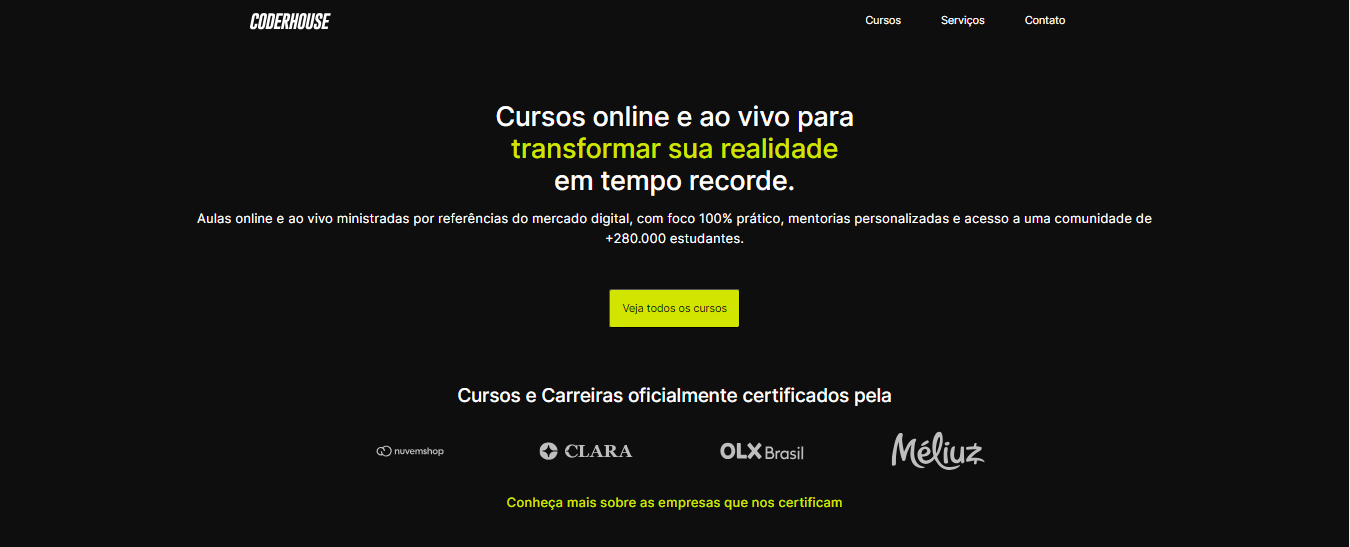 CODERHOUSE
Cursos Serviços Contato
Cursos online e ao vivo para
transformar sua realidade
em tempo recorde.
Aulas online e ao vivo ministradas por referências do mercado digital, com foco 100% prático, mentorias personalizadas e acesso a uma comunidade de
+280.000 estudantes.
Veja todos os cursos
Cursos e Carreiras oficialmente certificados pela
nuvemshop CLARA OLX Brasil Méliuz
Conheça mais sobre as empresas que nos certificam